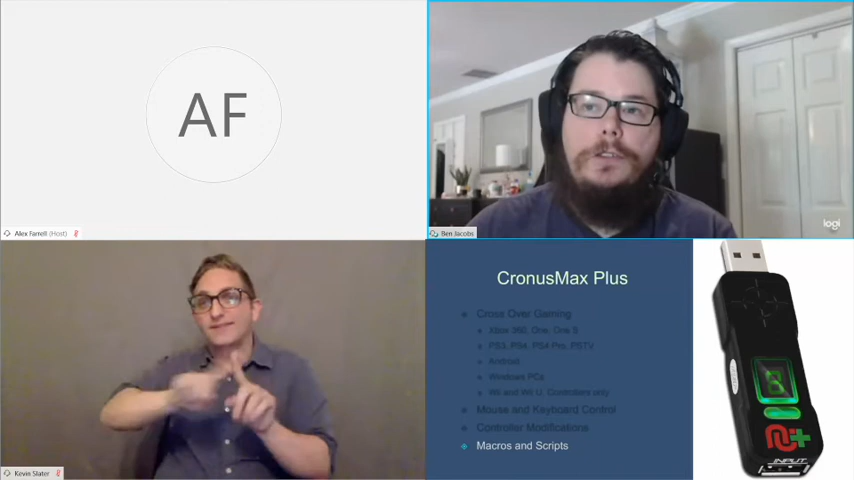 AF
Alex Farrell (Host)
logi
Ben Jacobs
CronusMax Plus
Cross Over Gaming
Xbox 360, One, One S
PS3, PS4, PS4 Pro, PSTV
Android
Windows PCs
Wii and Wii U, Controllers only
Mouse and Keyboard Control
Controller Modifications
Macros and Scripts
8
INPUT
Kevin Slater